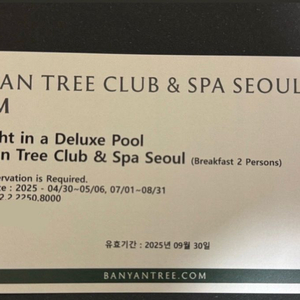 AN TREE CLUB & SPA SEOUL
M
ht in a Deluxe Pool
n Tree Club & Spa Seoul (Breakfast 2 Persons)
ervation is Required.
te : 2025 - 04/30~05/06, 07/01~08/31
2.2250.8000
유효기간 : 2025년 09월 30일
BANYANTREE.COM